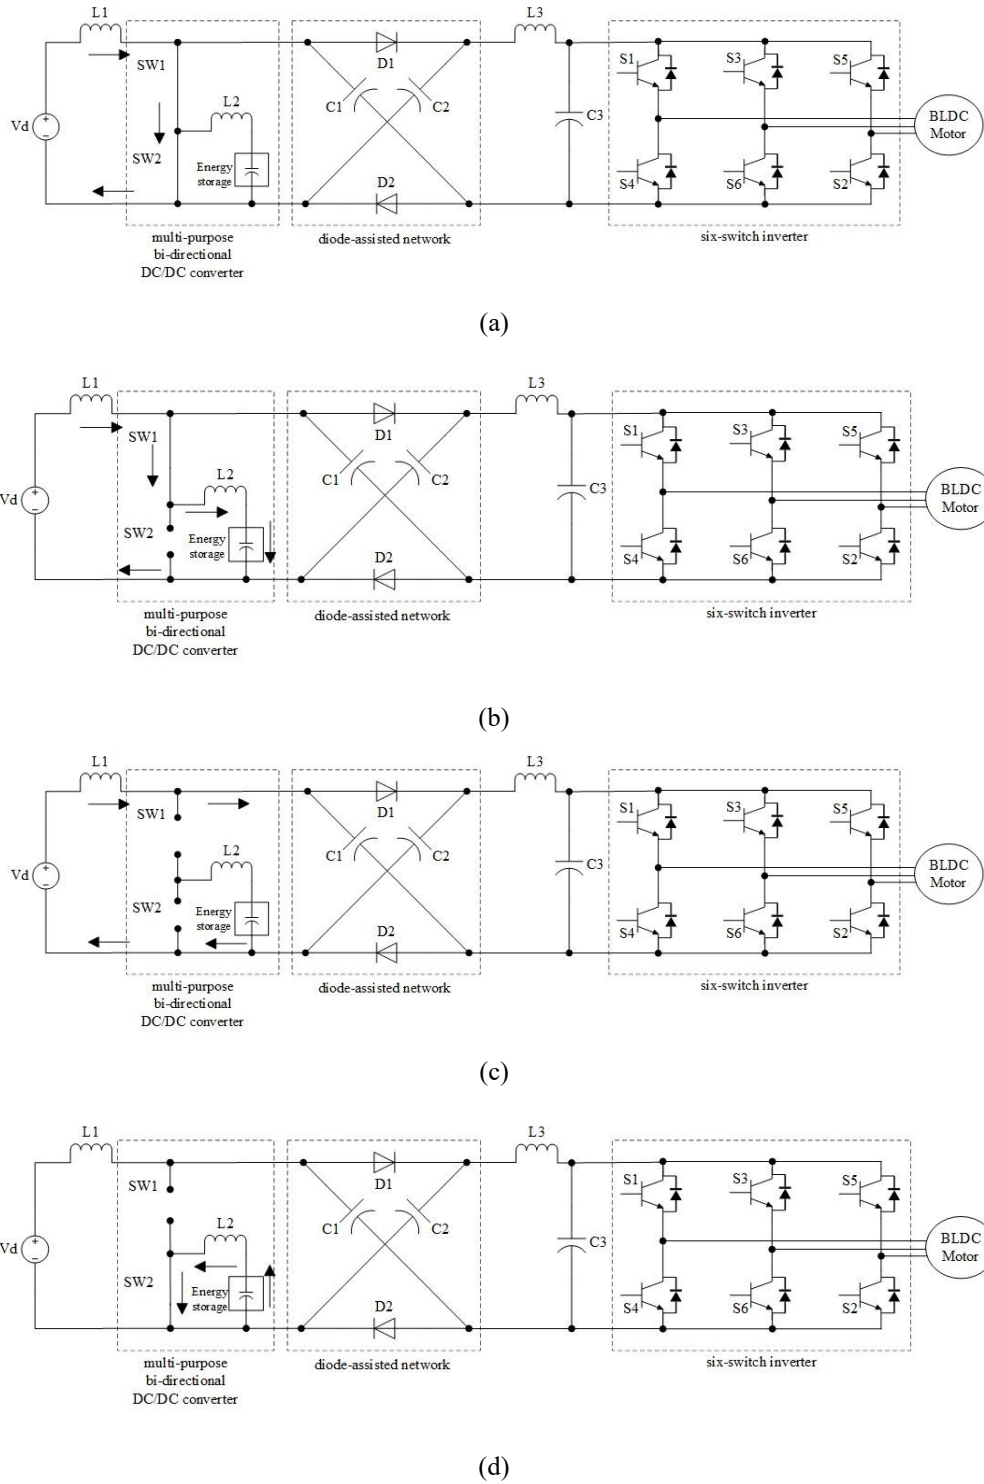 L1
L3
SW1
D1
S1
S3
S5
L2
C1
C2
C3
Vd
+
−
BLDC
Motor
SW2
Energy
storage
D2
S4
S6
S2
multi-purpose
bi-directional
DC/DC converter
diode-assisted network
six-switch inverter
(a)
L1
L3
SW1
D1
S1
S3
S5
L2
C1
C2
C3
Vd
+
−
BLDC
Motor
SW2
Energy
storage
D2
S4
S6
S2
multi-purpose
bi-directional
DC/DC converter
diode-assisted network
six-switch inverter
(b)
L1
L3
SW1
D1
S1
S3
S5
L2
C1
C2
C3
Vd
+
−
BLDC
Motor
SW2
Energy
storage
D2
S4
S6
S2
multi-purpose
bi-directional
DC/DC converter
diode-assisted network
six-switch inverter
(c)
L1
L3
SW1
D1
S1
S3
S5
L2
C1
C2
C3
Vd
+
−
BLDC
Motor
SW2
Energy
storage
D2
S4
S6
S2
multi-purpose
bi-directional
DC/DC converter
diode-assisted network
six-switch inverter
(d)